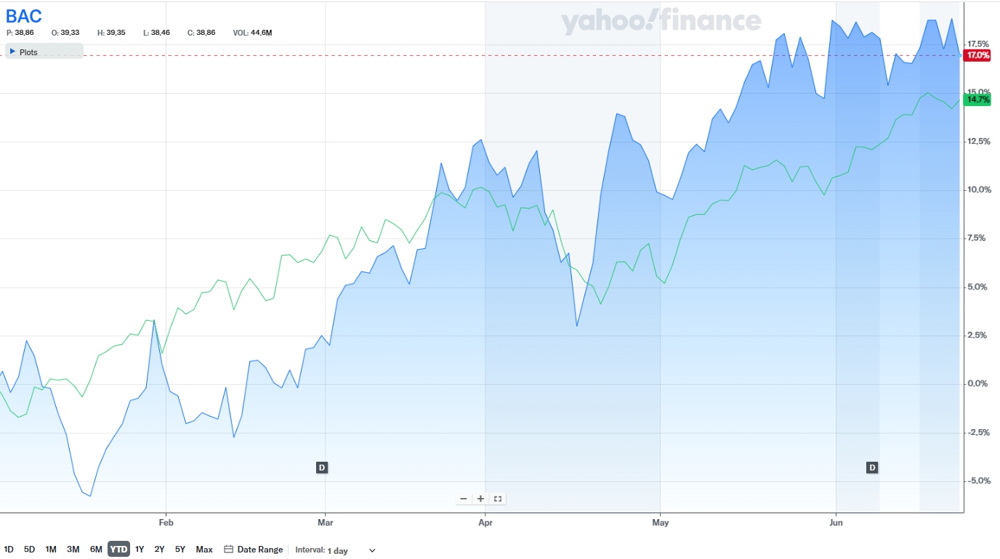 BAC
yahoo!finance
P: 38,86 O: 39,33 H: 39,35 L: 38,46 C: 38,86 VOL: 44,6M
Plots
17.5%
17.0%
15.0%
14.7%
12.5%
10.0%
7.5%
5.0%
2.5%
0.0%
-2.5%
D D
-5.0%
Feb Mar Apr May Jun
1D 5D 1M 3M 6M YTD 1Y 2Y 5Y Max Date Range Interval: 1 day